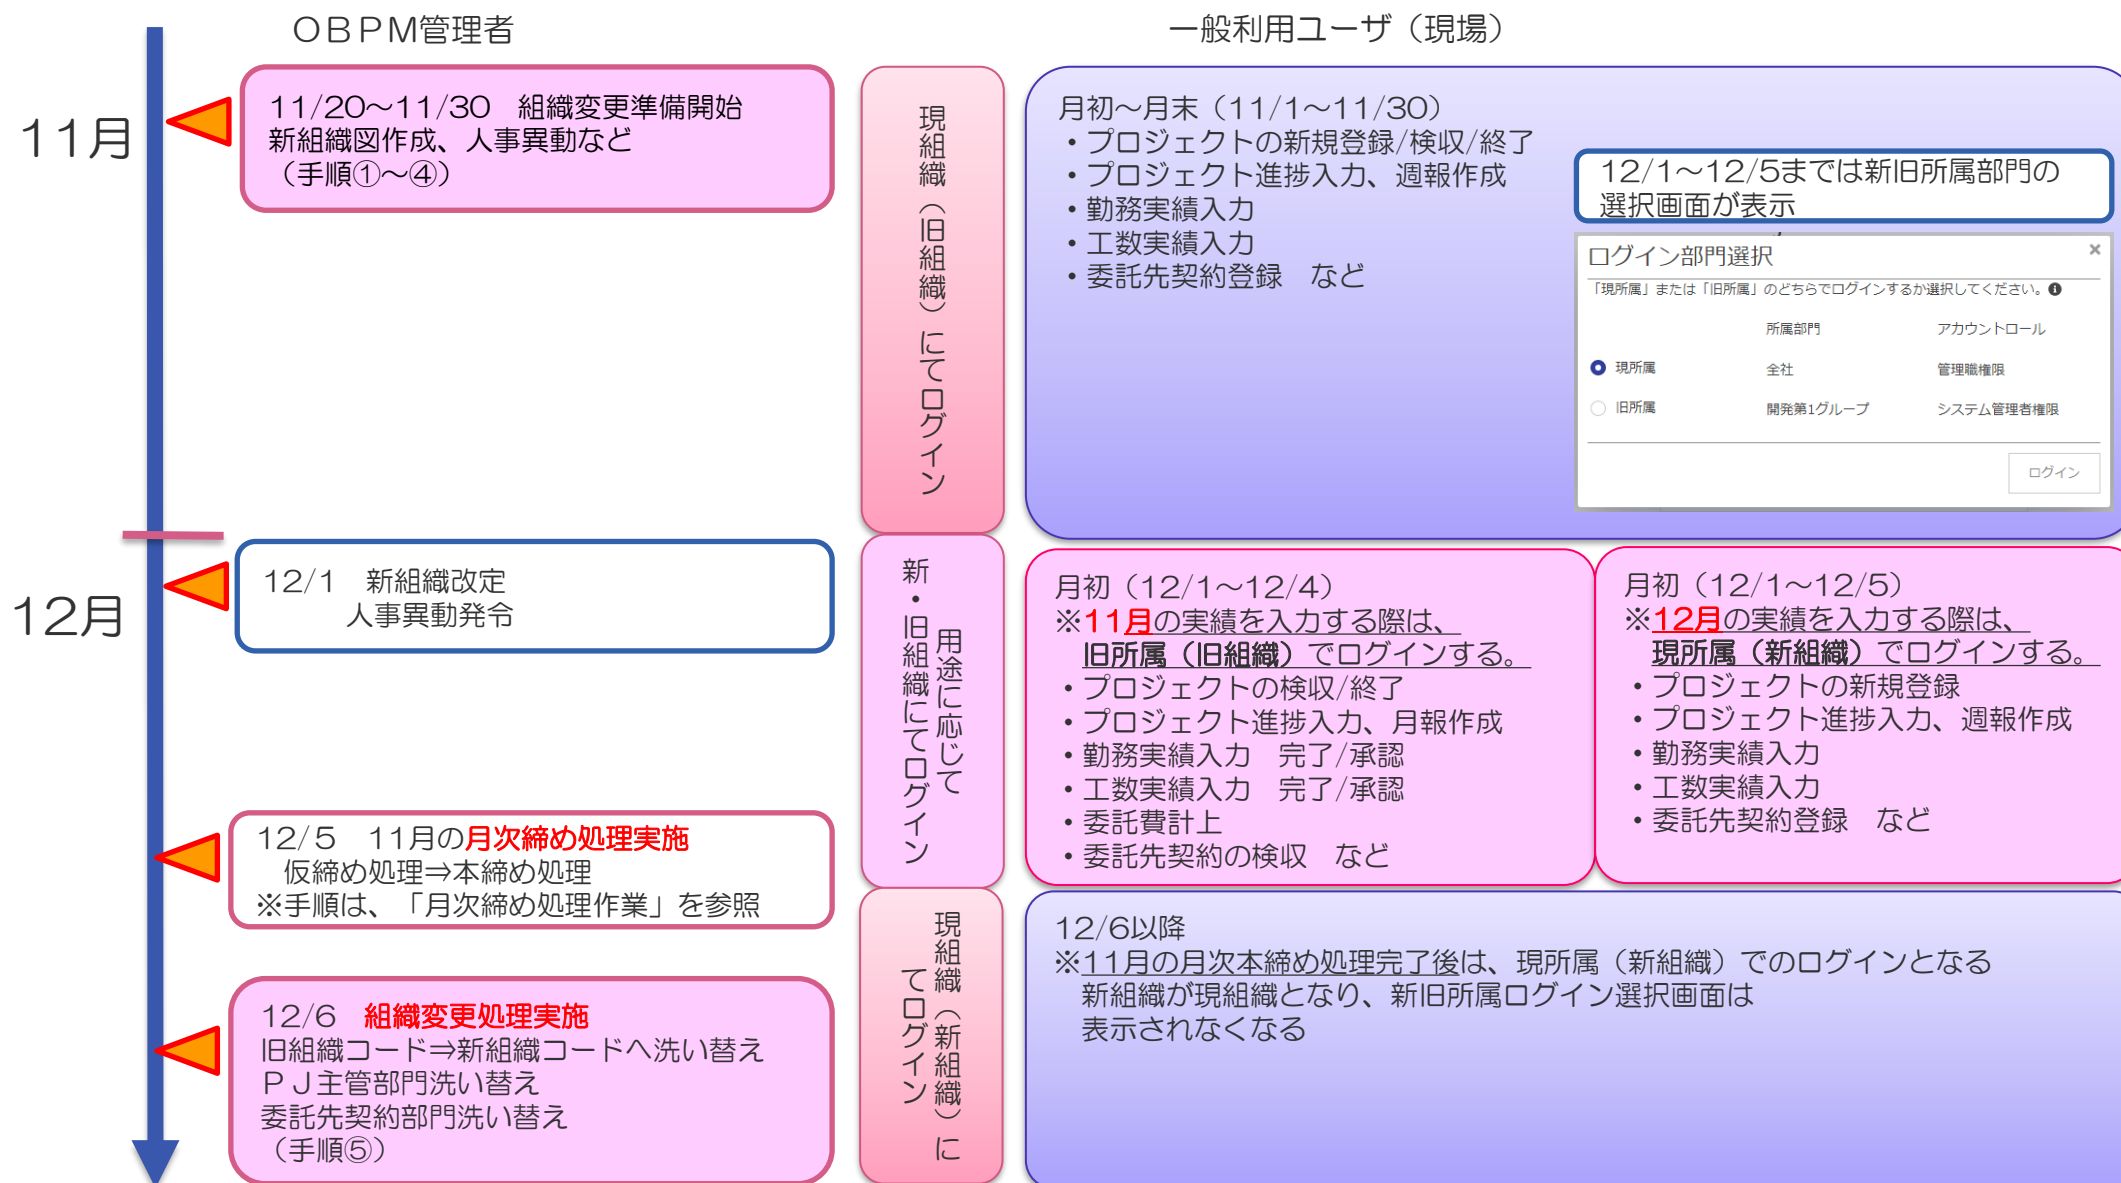 OBPM管理者
一般利用ユーザ（現場）
11月
11/20～11/30　組織変更準備開始
新組織図作成、人事異動など
（手順①～④）
現組織（旧組織）にてログイン
月初～月末（11/1～11/30）
・プロジェクトの新規登録/検収/終了
・プロジェクト進捗入力、週報作成
・勤務実績入力
・工数実績入力
・委託先契約登録　など
12/1～12/5までは新旧所属部門の
選択画面が表示
ログイン部門選択
×
「現所属」または「旧所属」のどちらでログインするか選択してください。
所属部門
アカウントロール
現所属
全社
管理職権限
旧所属
開発第1グループ
システム管理者権限
ログイン
12月
12/1　新組織改定
人事異動発令
用途に応じて
新・旧組織にてログイン
月初（12/1～12/4）
※11月の実績を入力する際は、
旧所属（旧組織）でログインする。
・プロジェクトの検収/終了
・プロジェクト進捗入力、月報作成
・勤務実績入力　完了/承認
・工数実績入力　完了/承認
・委託費計上
・委託先契約の検収　など
月初（12/1～12/5）
※12月の実績を入力する際は、
現所属（新組織）でログインする。
・プロジェクトの新規登録
・プロジェクト進捗入力、週報作成
・勤務実績入力
・工数実績入力
・委託先契約登録　など
12/5　11月の月次締め処理実施
仮締め処理⇒本締め処理
※手順は、「月次締め処理作業」を参照
12/6　組織変更処理実施
旧組織コード⇒新組織コードへ洗い替え
ＰＪ主管部門洗い替え
委託先契約部門洗い替え
（手順⑤）
現組織（新組織）に
てログイン
12/6以降
※11月の月次本締め処理完了後は、現所属（新組織）でのログインとなる
新組織が現組織となり、新旧所属ログイン選択画面は
表示されなくなる